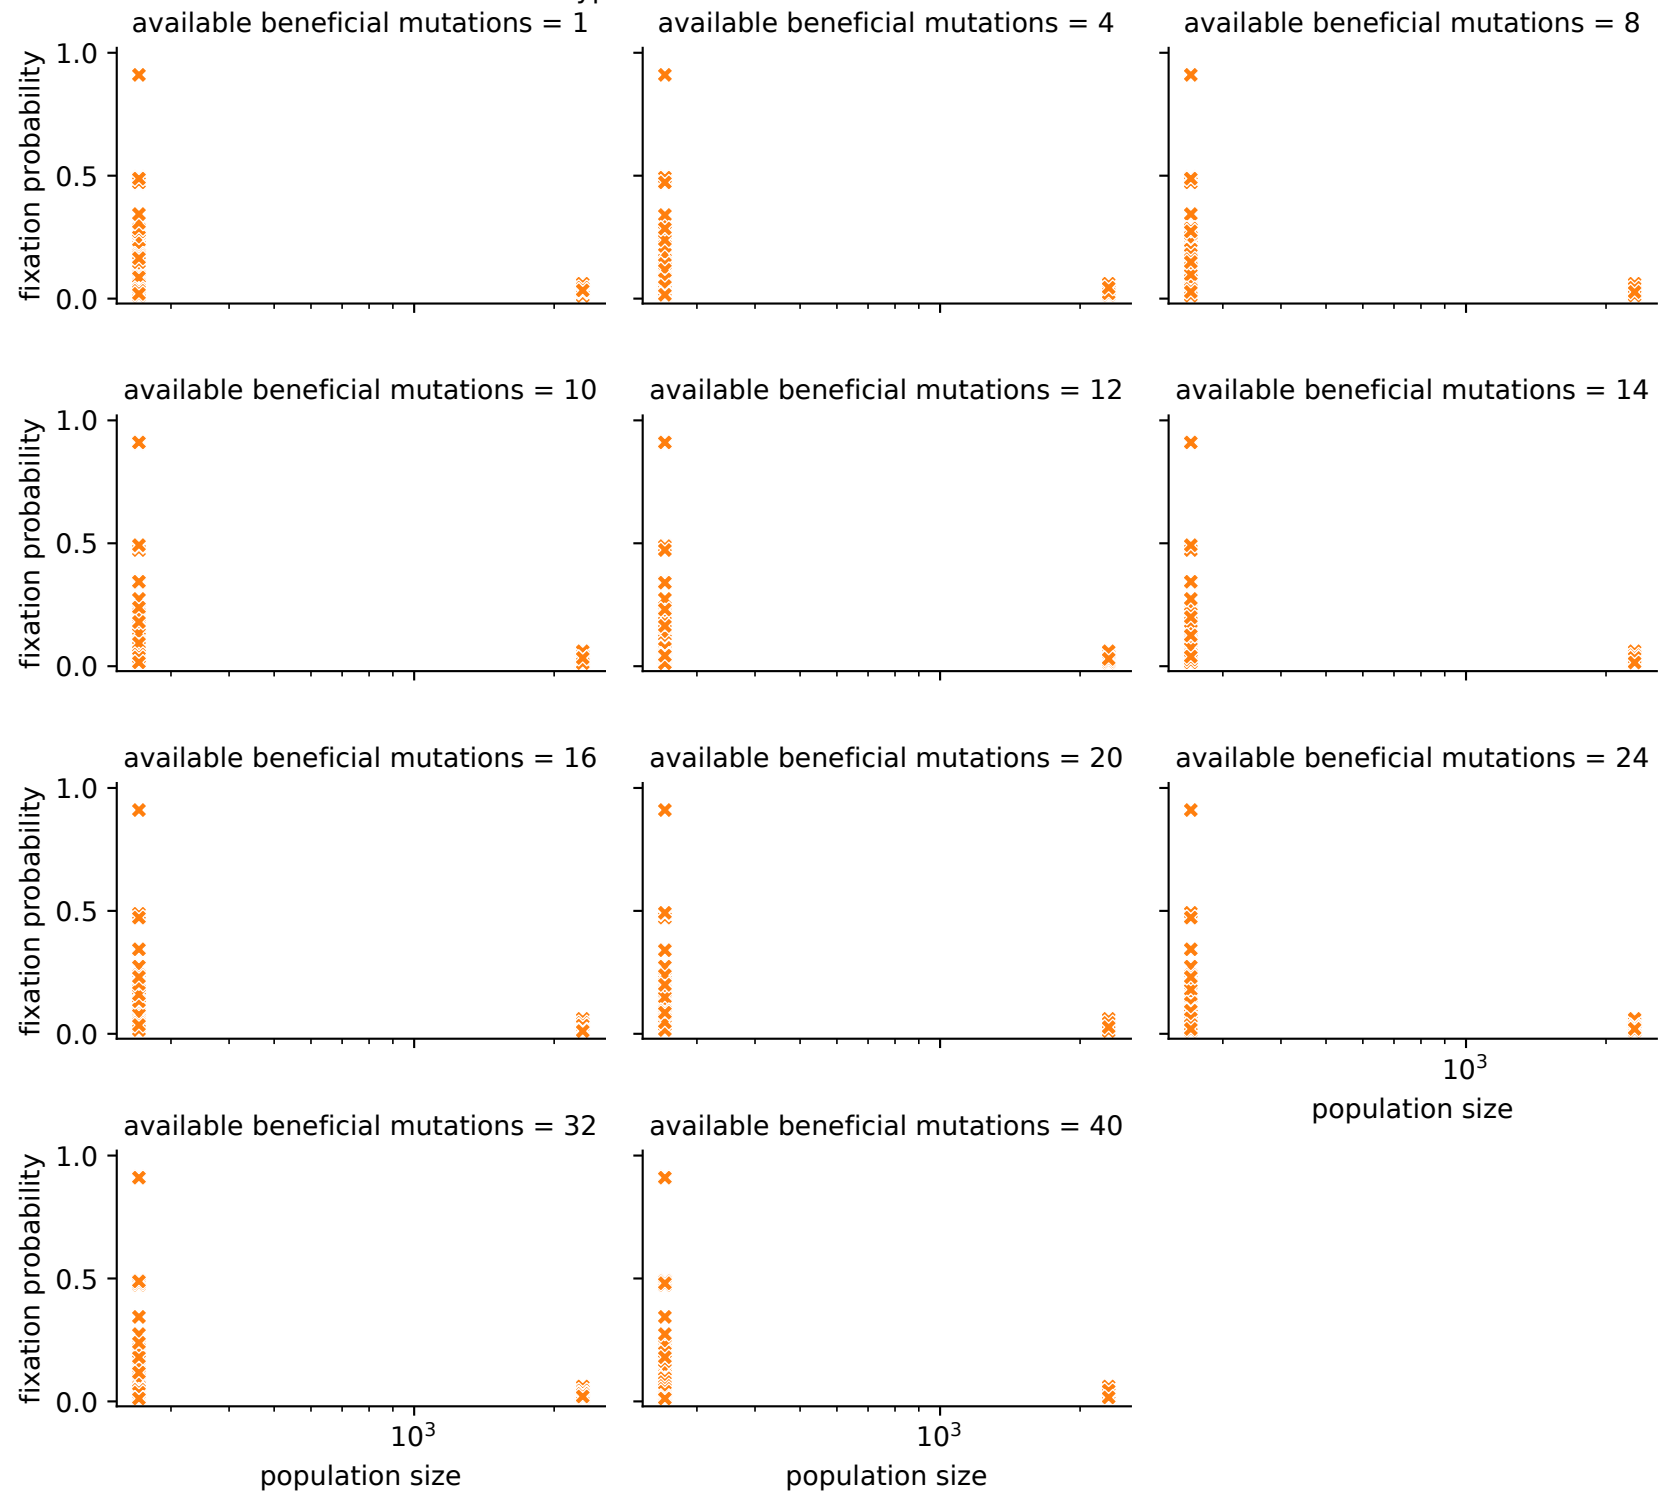 available beneficial mutations = 1
available beneficial mutations = 4
available beneficial mutations = 8
1.0
0.5
0.0
fixation probability
available beneficial mutations = 10
available beneficial mutations = 12
available beneficial mutations = 14
1.0
0.5
0.0
fixation probability
available beneficial mutations = 16
available beneficial mutations = 20
available beneficial mutations = 24
1.0
0.5
0.0
fixation probability
10³
population size
available beneficial mutations = 32
available beneficial mutations = 40
1.0
0.5
0.0
fixation probability
10³
10³
population size
population size